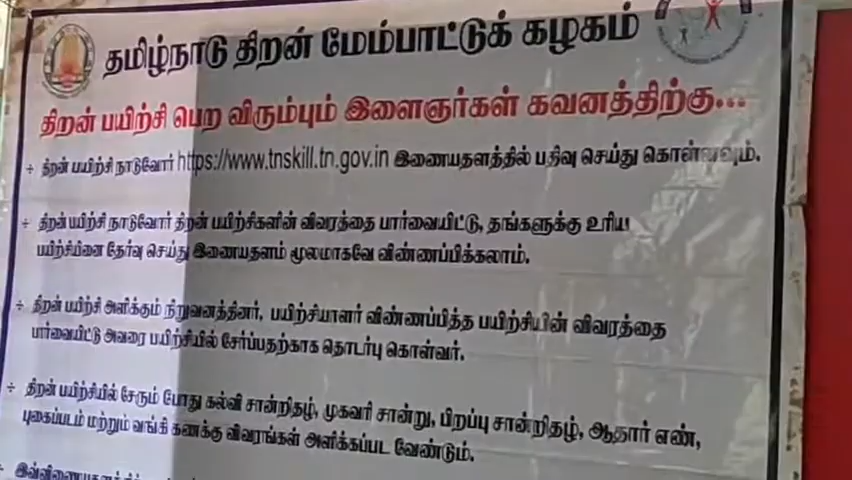 தமிழ்நாடு திறன் மேம்பாட்டுக் கழகம்
திறன் பயிற்சி பெற விரும்பும் இளைஞர்கள் கவனத்திற்கு...
÷ திறன் பயிற்சி நாடுவோர் https://www.tnskill.tn.gov.in இணையதளத்தில் பதிவு செய்து கொள்ளவும்.
÷ திறன் பயிற்சி நாடுவோர் திறன் பயிற்சிகளின் விவரத்தை பார்வையிட்டு, தங்களுக்கு உரிய
பயிற்சியினை தேர்வு செய்து இணையதளம் மூலமாகவே விண்ணப்பிக்கலாம்.
÷ திறன் பயிற்சி அளிக்கும் நிறுவனத்தினர், பயிற்சியாளர் விண்ணப்பித்த பயிற்சியின் விவரத்தை
பார்வையிட்டு அவரை பயிற்சியில் சேர்ப்பதற்காக தொடர்பு கொள்வர்.
÷ திறன் பயிற்சியில் சேரும் போது கல்வி சான்றிதழ், முகவரி சான்று, பிறப்பு சான்றிதழ், ஆதார் எண்,
புகைப்படம் மற்றும் வங்கி கணக்கு விவரங்கள் அளிக்கப்பட வேண்டும்.